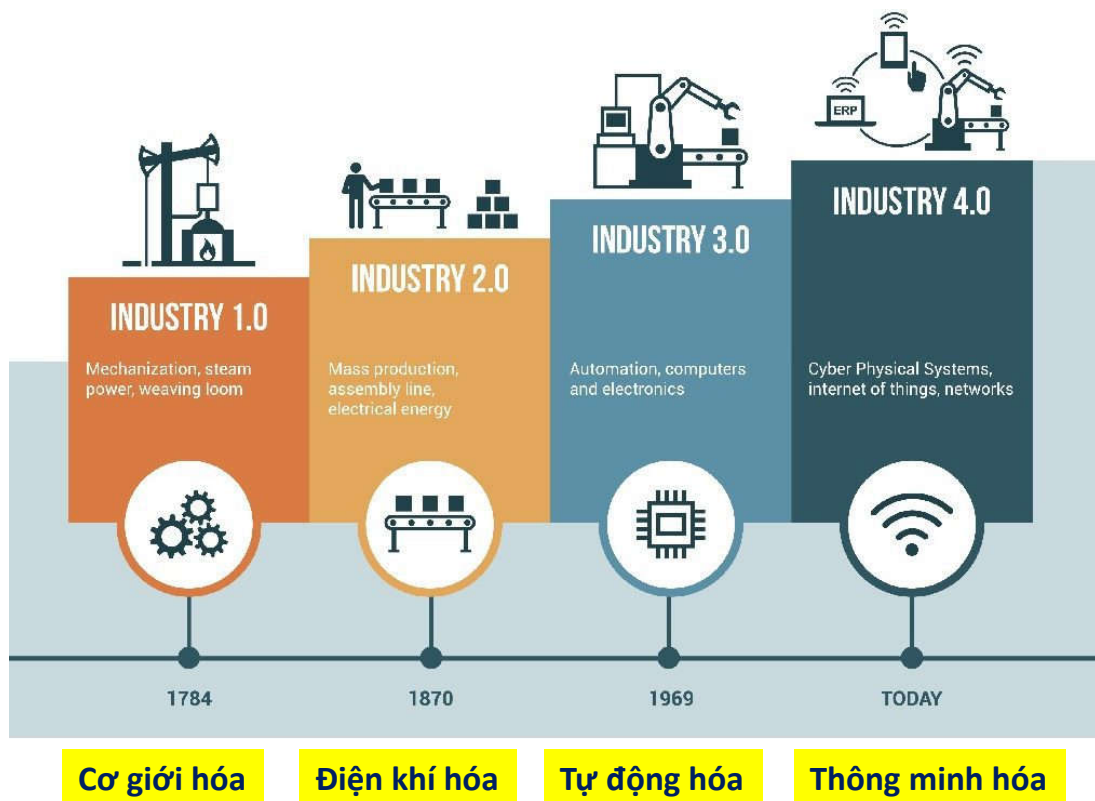 ERP
INDUSTRY 1.0
Mechanization, steam
power, weaving loom
INDUSTRY 2.0
Mass production,
assembly line,
electrical energy
INDUSTRY 3.0
Automation, computers
and electronics
INDUSTRY 4.0
Cyber Physical Systems,
internet of things, networks
1784
1870
1969
TODAY
Cơ giới hóa
Điện khí hóa
Tự động hóa
Thông minh hóa